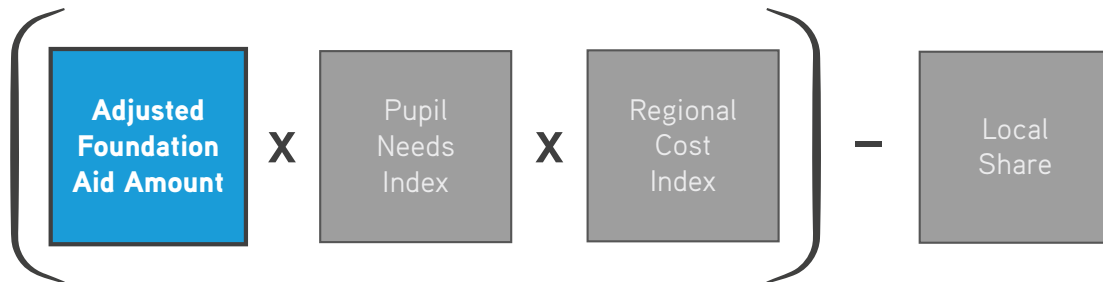 Adjusted
Foundation
Aid Amount
X
Pupil
Needs
Index
X
Regional
Cost
Index
–
Local
Share